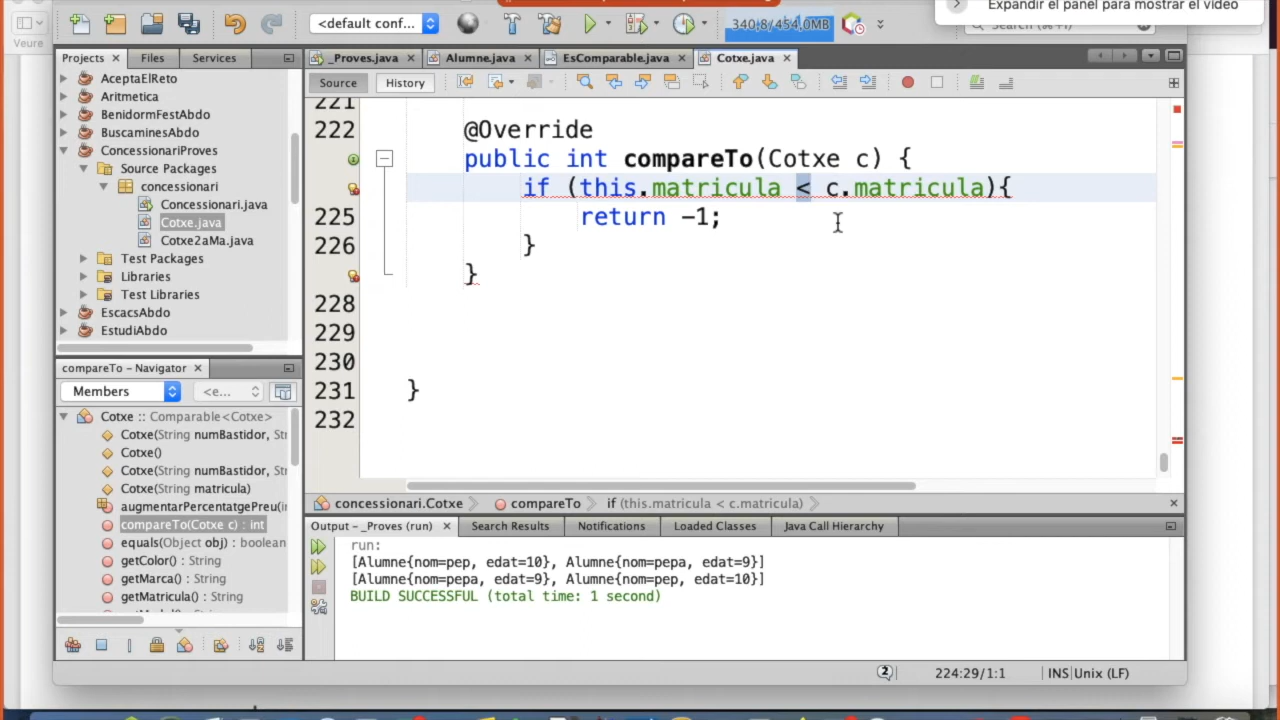 Expandir el panel para mostrar el vídeo
Veure
<default conf...
340,8/454,0MB
Search (⌘+I)
Projects
Files
Services
_Proves.java
Alumne.java
EsComparable.java
Cotxe.java
Source
History
AceptaElReto
Aritmetica
BenidormFestAbdo
BuscaminesAbdo
ConcessionariProves
Source Packages
concessionari
Concessionari.java
Cotxe.java
Cotxe2aMa.java
Test Packages
Libraries
Test Libraries
EscacsAbdo
EstudiAbdo
221
222 @Override
public int compareTo(Cotxe c) {
if (this.matricula < c.matricula){
225 return -1;
226 }
}
228
229
230
231 }
232
compareTo - Navigator
Members
<e...
Cotxe :: Comparable<Cotxe>
Cotxe(String numBastidor, Str
Cotxe()
Cotxe(String numBastidor, Str
Cotxe(String matricula)
augmentarPercentatgePreu(in
compareTo(Cotxe c) : int
equals(Object obj) : boolean
getColor() : String
getMarca() : String
getMatricula() : String
concessionari.Cotxe
compareTo
if (this.matricula < c.matricula)
Output - _Proves (run)
Search Results
Notifications
Loaded Classes
Java Call Hierarchy
run:
[Alumne{nom=pep, edat=10}, Alumne{nom=pepa, edat=9}]
[Alumne{nom=pepa, edat=9}, Alumne{nom=pep, edat=10}]
BUILD SUCCESSFUL (total time: 1 second)
2
224:29/1:1
INS
Unix (LF)